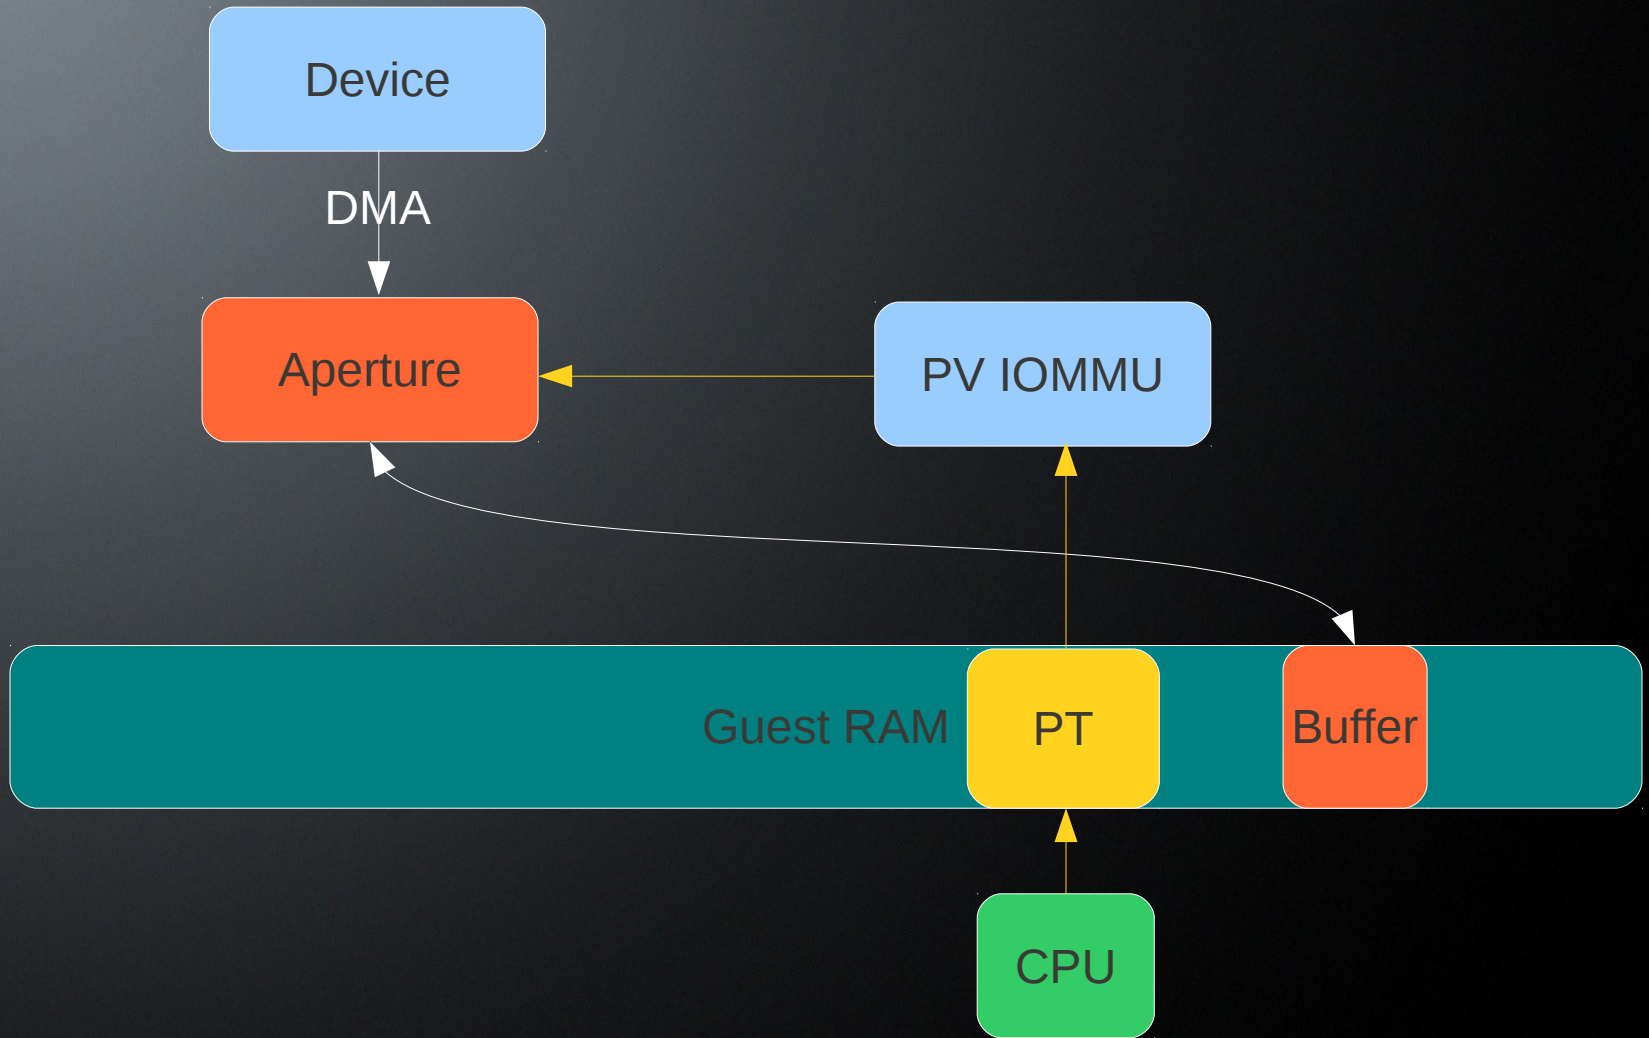 Device
DMA
Aperture
PV IOMMU
Guest RAM
PT
Buffer
CPU